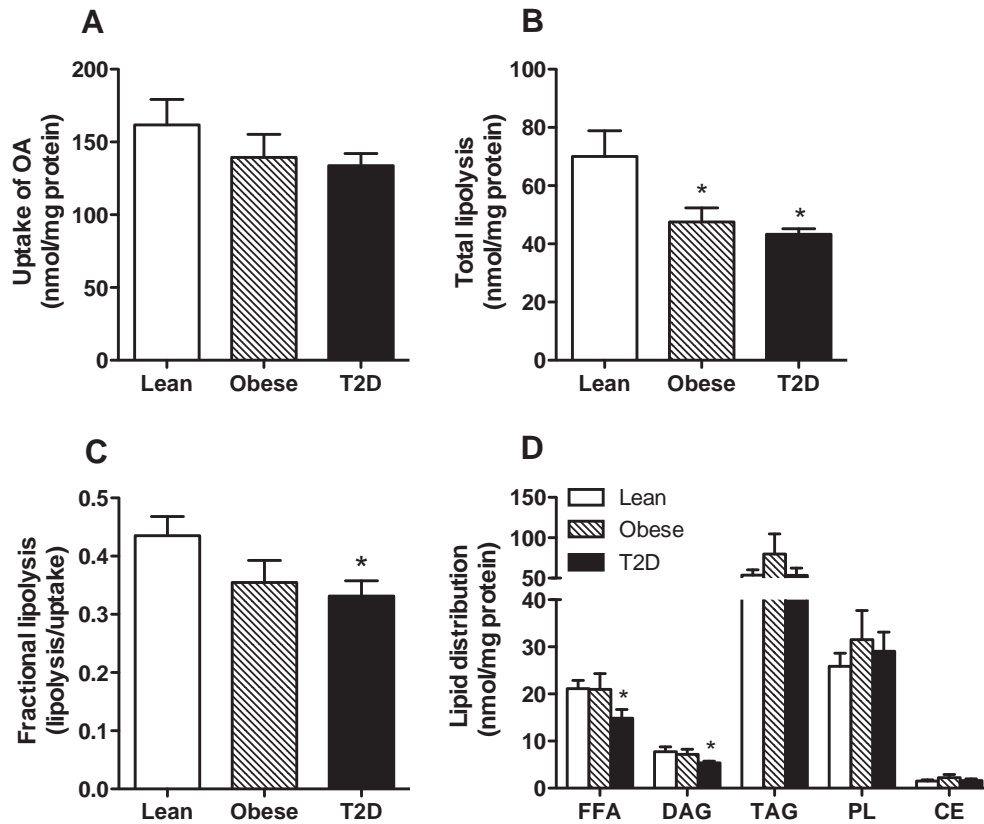 A
Uptake of OA
(nmol/mg protein)
200
150
100
50
0
Lean Obese T2D
B
Total lipolysis
(nmol/mg protein)
100
80
60
40
20
0
*
*
Lean Obese T2D
C
Fractional lipolysis
(lipolysis/uptake)
0.5
0.4
0.3
0.2
0.1
0.0
*
Lean Obese T2D
D
Lipid distribution
(nmol/mg protein)
150
100
50
40
30
20
10
0
Lean
Obese
T2D
*
*
FFA DAG TAG PL CE